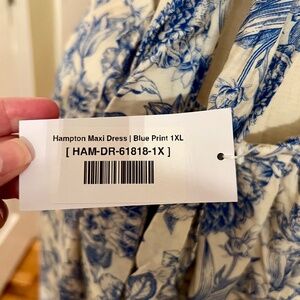 Hampton Maxi Dress | Blue Print 1XL
[ HAM-DR-61818-1X ]